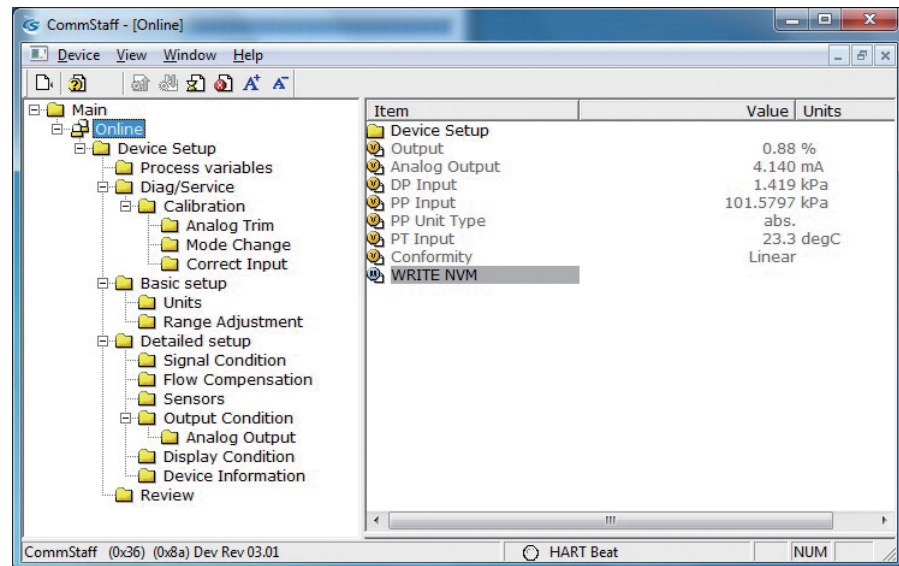 CommStaff - [Online]
Device View Window Help
A+ A-
Main
Online
Device Setup
Process variables
Diag/Service
Calibration
Analog Trim
Mode Change
Correct Input
Basic setup
Units
Range Adjustment
Detailed setup
Signal Condition
Flow Compensation
Sensors
Output Condition
Analog Output
Display Condition
Device Information
Review
Item Value Units
Device Setup
Output 0.88 %
Analog Output 4.140 mA
DP Input 1.419 kPa
PP Input 101.5797 kPa
PP Unit Type abs.
PT Input 23.3 degC
Conformity Linear
WRITE NVM
CommStaff (0x36) (0x8a) Dev Rev 03.01 HART Beat NUM